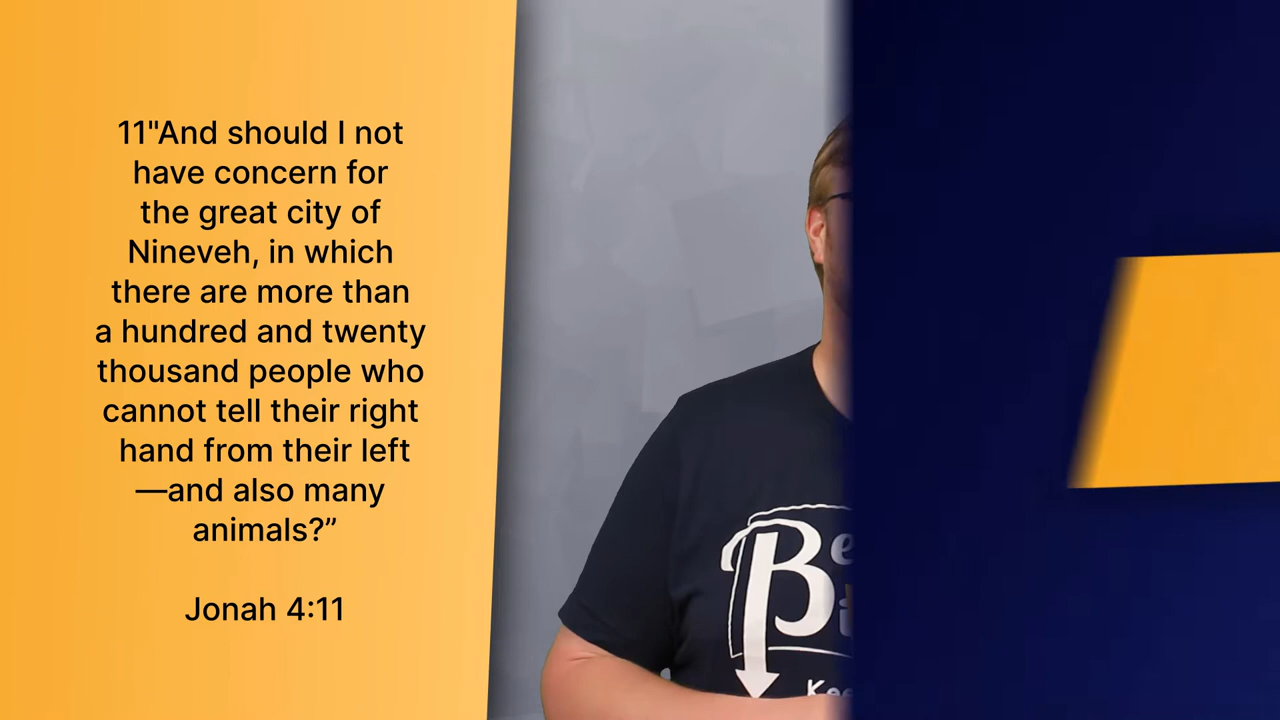 11"And should I not
have concern for
the great city of
Nineveh, in which
there are more than
a hundred and twenty
thousand people who
cannot tell their right
hand from their left
—and also many
animals?”
Jonah 4:11